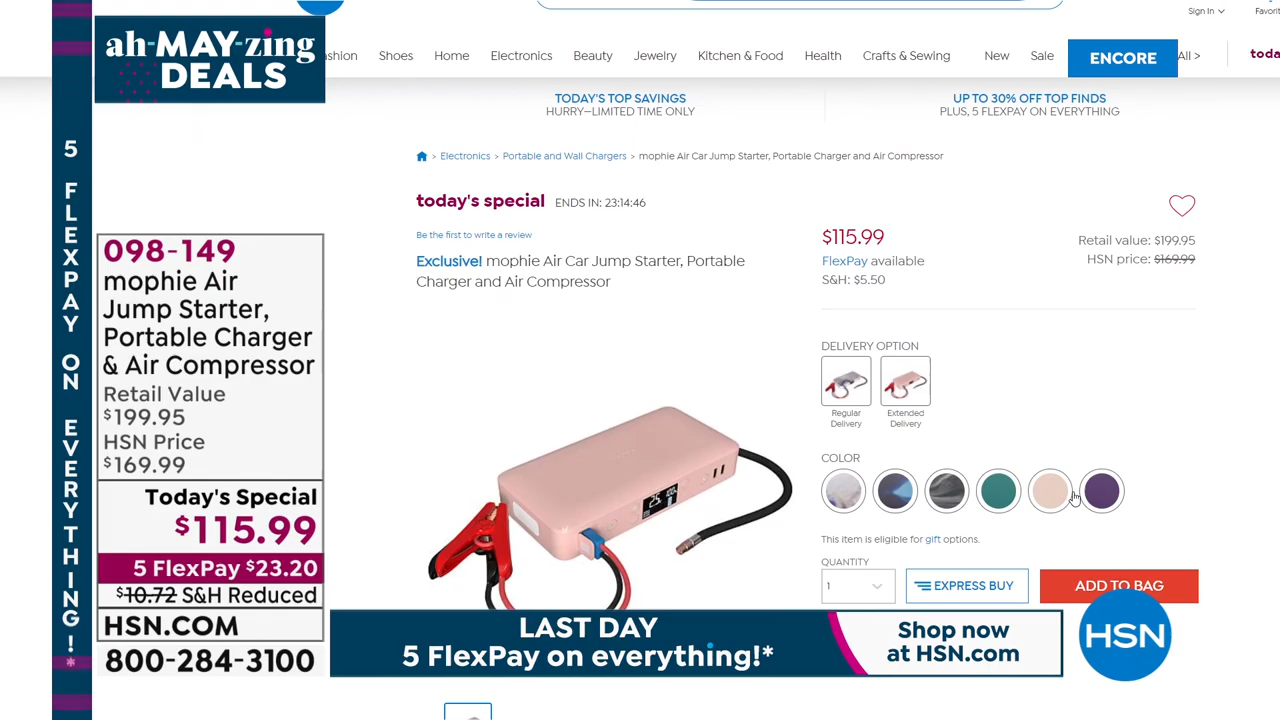 ah-MAY-zing
DEALS
5 FLEXPAY ON EVERYTHING!*
098-149
mophie Air
Jump Starter,
Portable Charger
& Air Compressor
Retail Value
$199.95
HSN Price
$169.99
Today's Special
$115.99
5 FlexPay $23.20
$10.72 S&H Reduced
HSN.COM
800-284-3100
Sign In
Favorit
Shoes
Home
Electronics
Beauty
Jewelry
Kitchen & Food
Health
Crafts & Sewing
New
Sale
ENCORE
All >
toda
TODAY'S TOP SAVINGS
HURRY—LIMITED TIME ONLY
UP TO 30% OFF TOP FINDS
PLUS, 5 FLEXPAY ON EVERYTHING
> Electronics > Portable and Wall Chargers > mophie Air Car Jump Starter, Portable Charger and Air Compressor
today's special ENDS IN: 23:14:46
Be the first to write a review
Exclusive! mophie Air Car Jump Starter, Portable
Charger and Air Compressor
$115.99
FlexPay available
S&H: $5.50
Retail value: $199.95
HSN price: $169.99
DELIVERY OPTION
Regular
Delivery
Extended
Delivery
COLOR
This item is eligible for gift options.
QUANTITY
1
EXPRESS BUY
ADD TO BAG
LAST DAY
5 FlexPay on everything!*
Shop now
at HSN.com
HSN